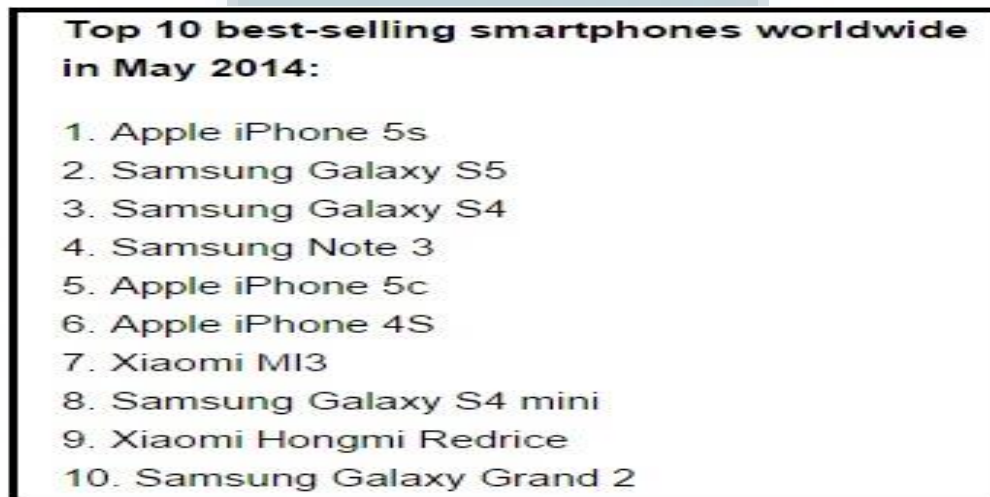 Top 10 best-selling smartphones worldwide
in May 2014:
1. Apple iPhone 5s
2. Samsung Galaxy S5
3. Samsung Galaxy S4
4. Samsung Note 3
5. Apple iPhone 5c
6. Apple iPhone 4S
7. Xiaomi MI3
8. Samsung Galaxy S4 mini
9. Xiaomi Hongmi Redrice
10. Samsung Galaxy Grand 2